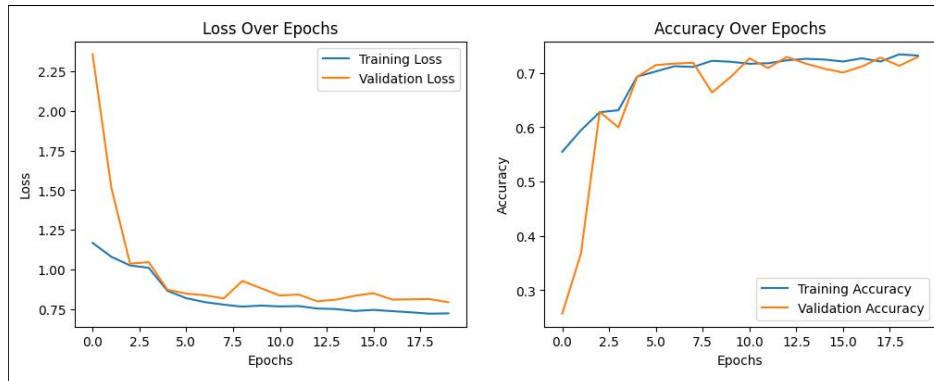 Loss Over Epochs
Training Loss
Validation Loss
2.25
2.00
1.75
1.50
1.25
1.00
0.75
Loss
0.0 2.5 5.0 7.5 10.0 12.5 15.0 17.5
Epochs
Accuracy Over Epochs
0.7
0.6
0.5
0.4
0.3
Accuracy
Training Accuracy
Validation Accuracy
0.0 2.5 5.0 7.5 10.0 12.5 15.0 17.5
Epochs